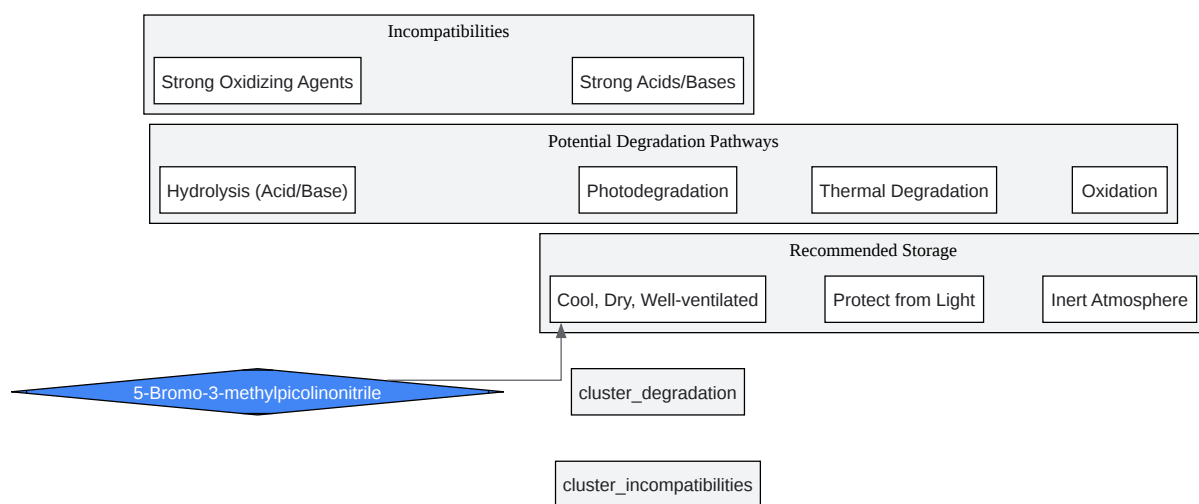 Incompatibilities
Strong Oxidizing Agents
Strong Acids/Bases
Potential Degradation Pathways
Hydrolysis (Acid/Base)
Photodegradation
Thermal Degradation
Oxidation
Recommended Storage
Cool, Dry, Well-ventilated
Protect from Light
Inert Atmosphere
5-Bromo-3-methylpicolinonitrile
cluster_degradation
cluster_incompatibilities